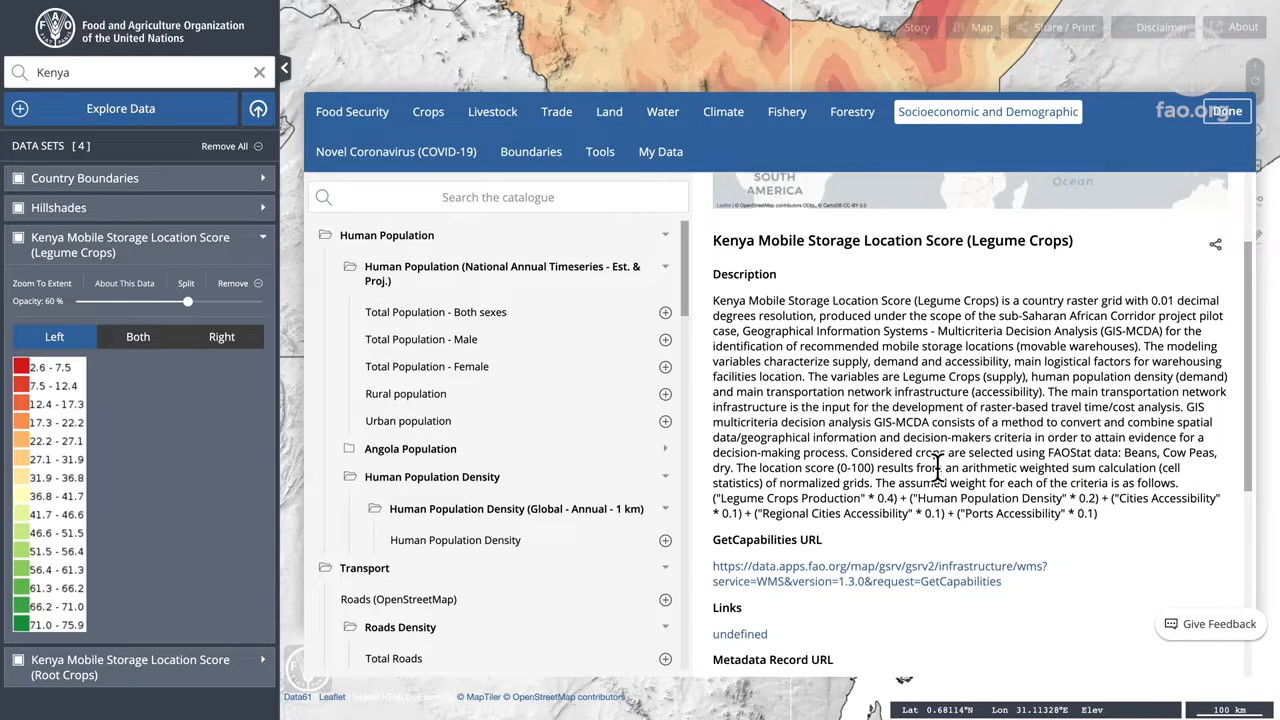 Food and Agriculture Organization
of the United Nations
Story
Map
Share / Print
Disclaimer
About
Kenya
Explore Data
DATA SETS [ 4 ]
Remove All
Country Boundaries
Hillshades
Kenya Mobile Storage Location Score
(Legume Crops)
Zoom To Extent
About This Data
Split
Remove
Opacity: 60 %
Left
Both
Right
2.6 - 7.5
7.5 - 12.4
12.4 - 17.3
17.3 - 22.2
22.2 - 27.1
27.1 - 31.9
31.9 - 36.8
36.8 - 41.7
41.7 - 46.6
46.6 - 51.5
51.5 - 56.4
56.4 - 61.3
61.3 - 66.2
66.2 - 71.0
71.0 - 75.9
Kenya Mobile Storage Location Score
(Root Crops)
Food Security
Crops
Livestock
Trade
Land
Water
Climate
Fishery
Forestry
Socioeconomic and Demographic
fao.org
Done
Novel Coronavirus (COVID-19)
Boundaries
Tools
My Data
Search the catalogue
Human Population
Human Population (National Annual Timeseries - Est. &
Proj.)
Total Population - Both sexes
Total Population - Male
Total Population - Female
Rural population
Urban population
Angola Population
Human Population Density
Human Population Density (Global - Annual - 1 km)
Human Population Density
Transport
Roads (OpenStreetMap)
Roads Density
Total Roads
SOUTH
AMERICA
Ocean
Leaflet | © OpenStreetMap contributors ODbL, © CartoDB CC-BY 3.0
Kenya Mobile Storage Location Score (Legume Crops)
Description
Kenya Mobile Storage Location Score (Legume Crops) is a country raster grid with 0.01 decimal
degrees resolution, produced under the scope of the sub-Saharan African Corridor project pilot
case, Geographical Information Systems - Multicriteria Decision Analysis (GIS-MCDA) for the
identification of recommended mobile storage locations (movable warehouses). The modeling
variables characterize supply, demand and accessibility, main logistical factors for warehousing
facilities location. The variables are Legume Crops (supply), human population density (demand)
and main transportation network infrastructure (accessibility). The main transportation network
infrastructure is the input for the development of raster-based travel time/cost analysis. GIS
multicriteria decision analysis GIS-MCDA consists of a method to convert and combine spatial
data/geographical information and decision-makers criteria in order to attain evidence for a
decision-making process. Considered crops are selected using FAOStat data: Beans, Cow Peas,
dry. The location score (0-100) results from an arithmetic weighted sum calculation (cell
statistics) of normalized grids. The assumed weight for each of the criteria is as follows.
("Legume Crops Production" * 0.4) + ("Human Population Density" * 0.2) + ("Cities Accessibility"
* 0.1) + ("Regional Cities Accessibility" * 0.1) + ("Ports Accessibility" * 0.1)
GetCapabilities URL
https://data.apps.fao.org/map/gsrv/gsrv2/infrastructure/wms?
service=WMS&version=1.3.0&request=GetCapabilities
Links
undefined
Metadata Record URL
Give Feedback
Data61
Leaflet
© MapTiler © OpenStreetMap contributors
Lat 0.68114°N Lon 31.11328°E Elev
100 km